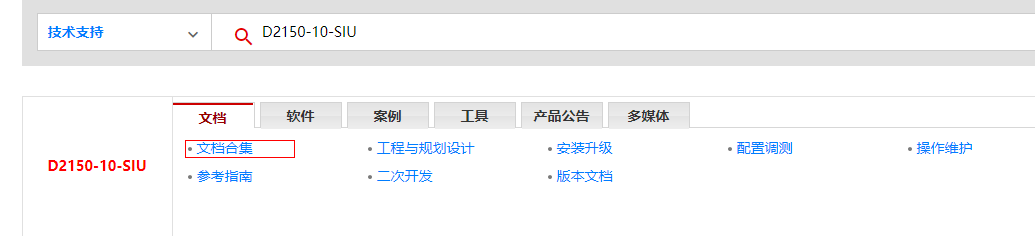 技术支持 D2150-10-SIU
文档 软件 案例 工具 产品公告 多媒体
D2150-10-SIU
• 文档合集 • 工程与规划设计 • 安装升级 • 配置调测 • 操作维护
• 参考指南 • 二次开发 • 版本文档